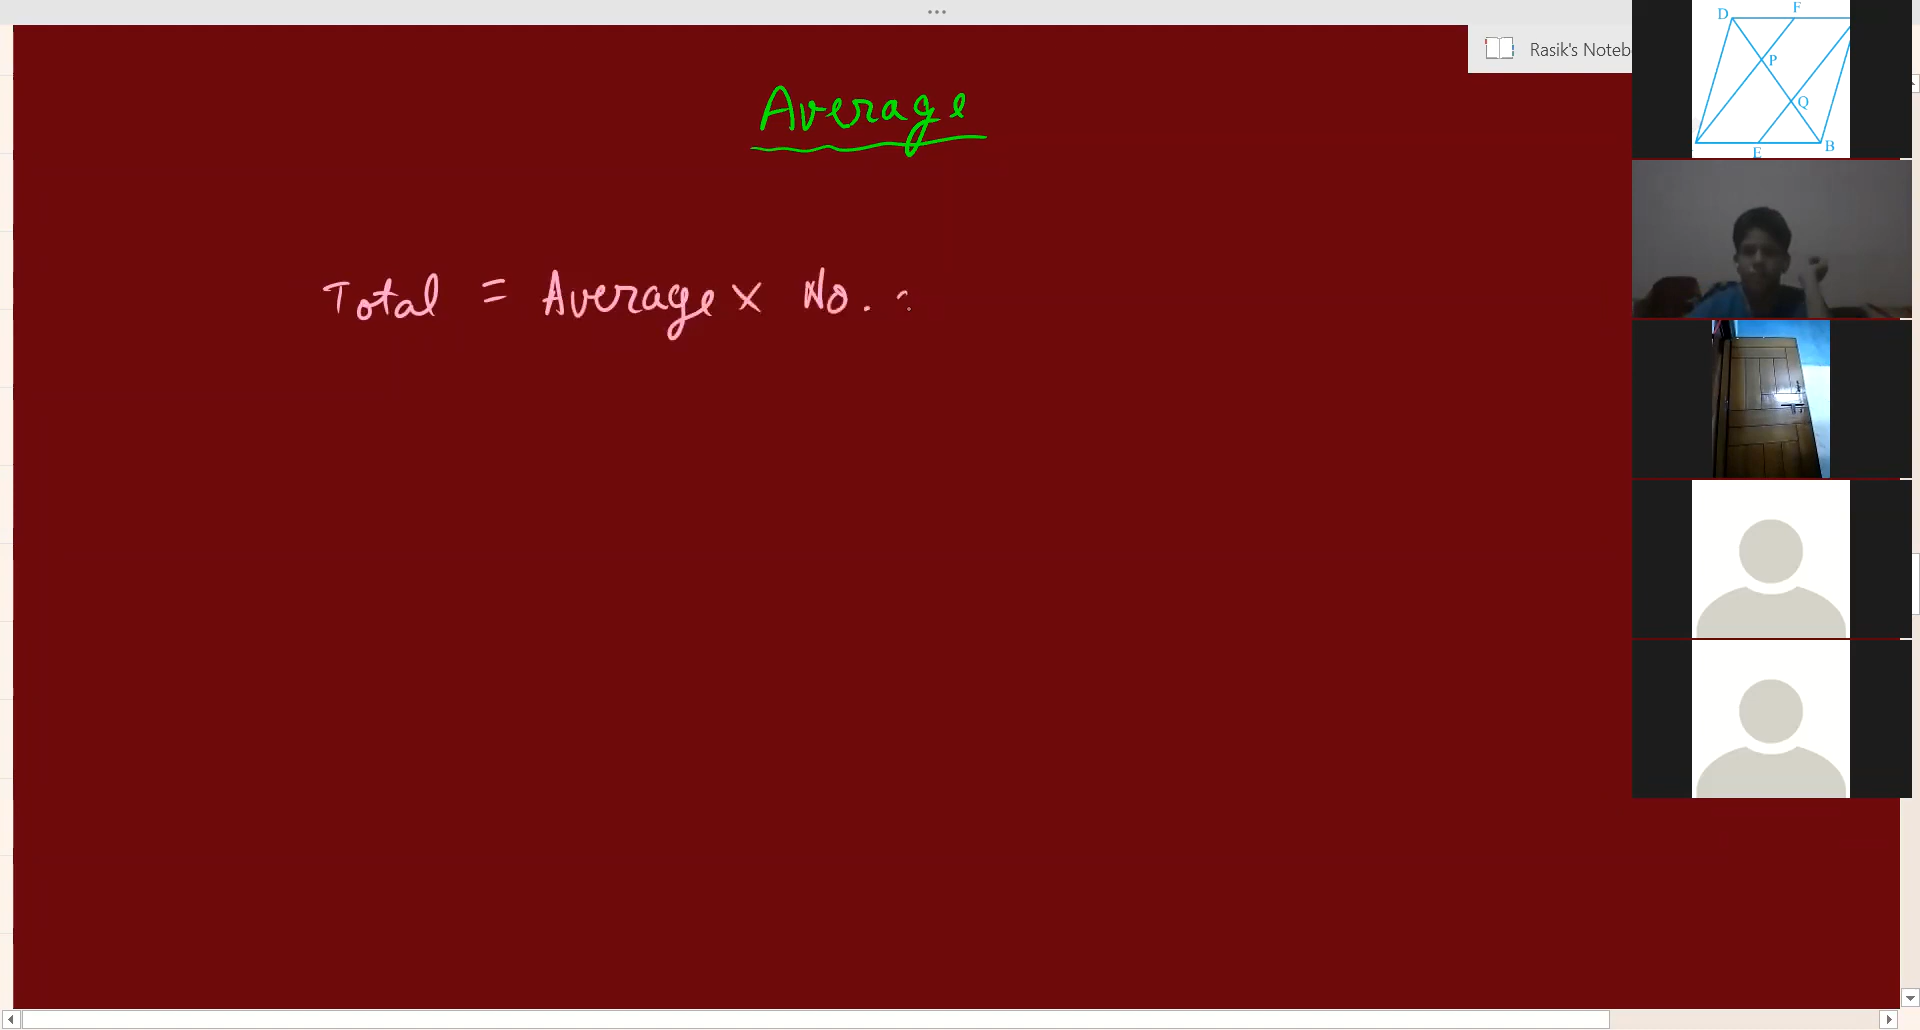 Rasik's Noteb
Average
Total = Average × No.
D F
P
Q
E B